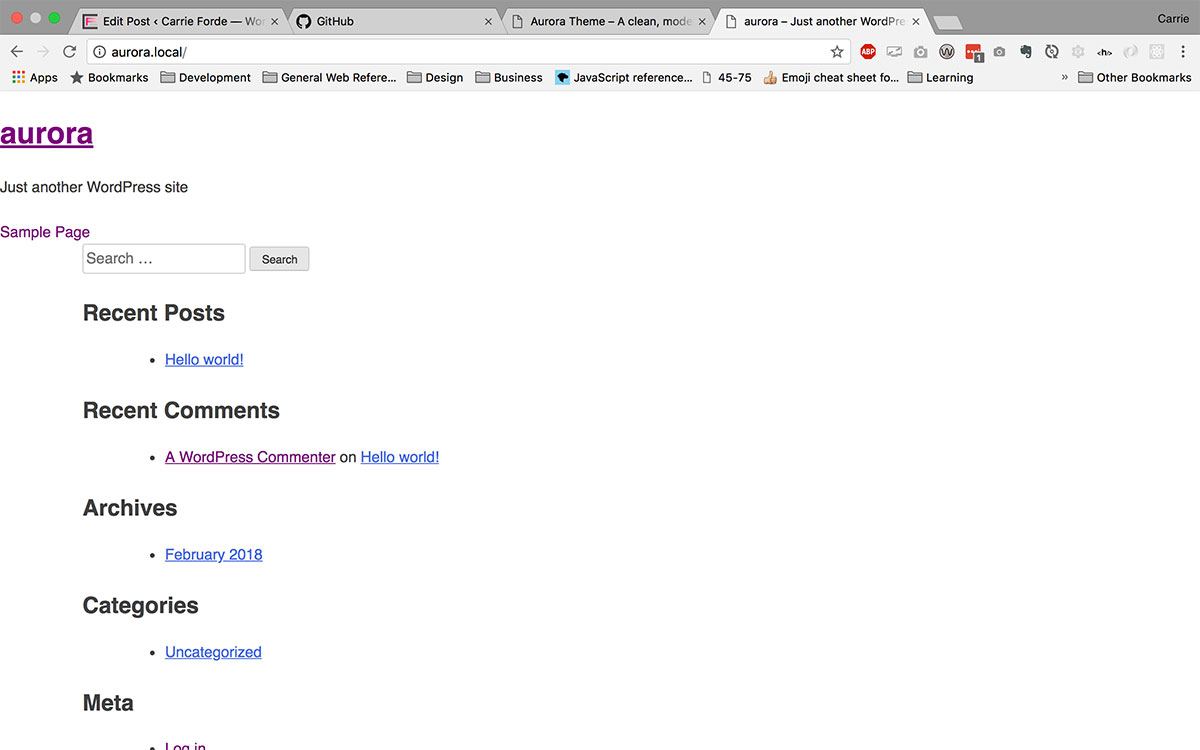 Edit Post ‹ Carrie Forde — Wor
GitHub
Aurora Theme – A clean, mode
aurora – Just another WordPre
Carrie
aurora.local/
ABP
1
<h>
Apps
Bookmarks
Development
General Web Refere...
Design
Business
JavaScript reference...
45-75
Emoji cheat sheet fo...
Learning
»
Other Bookmarks
aurora
Just another WordPress site
Sample Page
Search …
Search
Recent Posts
Hello world!
Recent Comments
A WordPress Commenter on Hello world!
Archives
February 2018
Categories
Uncategorized
Meta
Log in